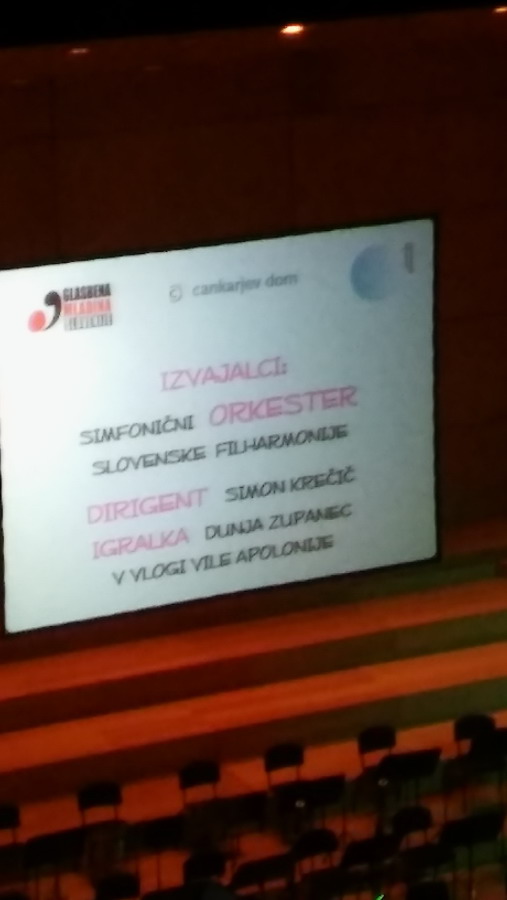 GLASBENA
MLADINA
cankarjev dom
IZVAJALCI:
SIMFONIČNI ORKESTER
SLOVENSKE FILHARMONIJE
DIRIGENT SIMON KREČIČ
IGRALKA DUNJA ZUPANEC
V VLOGI VILE APOLONIJE